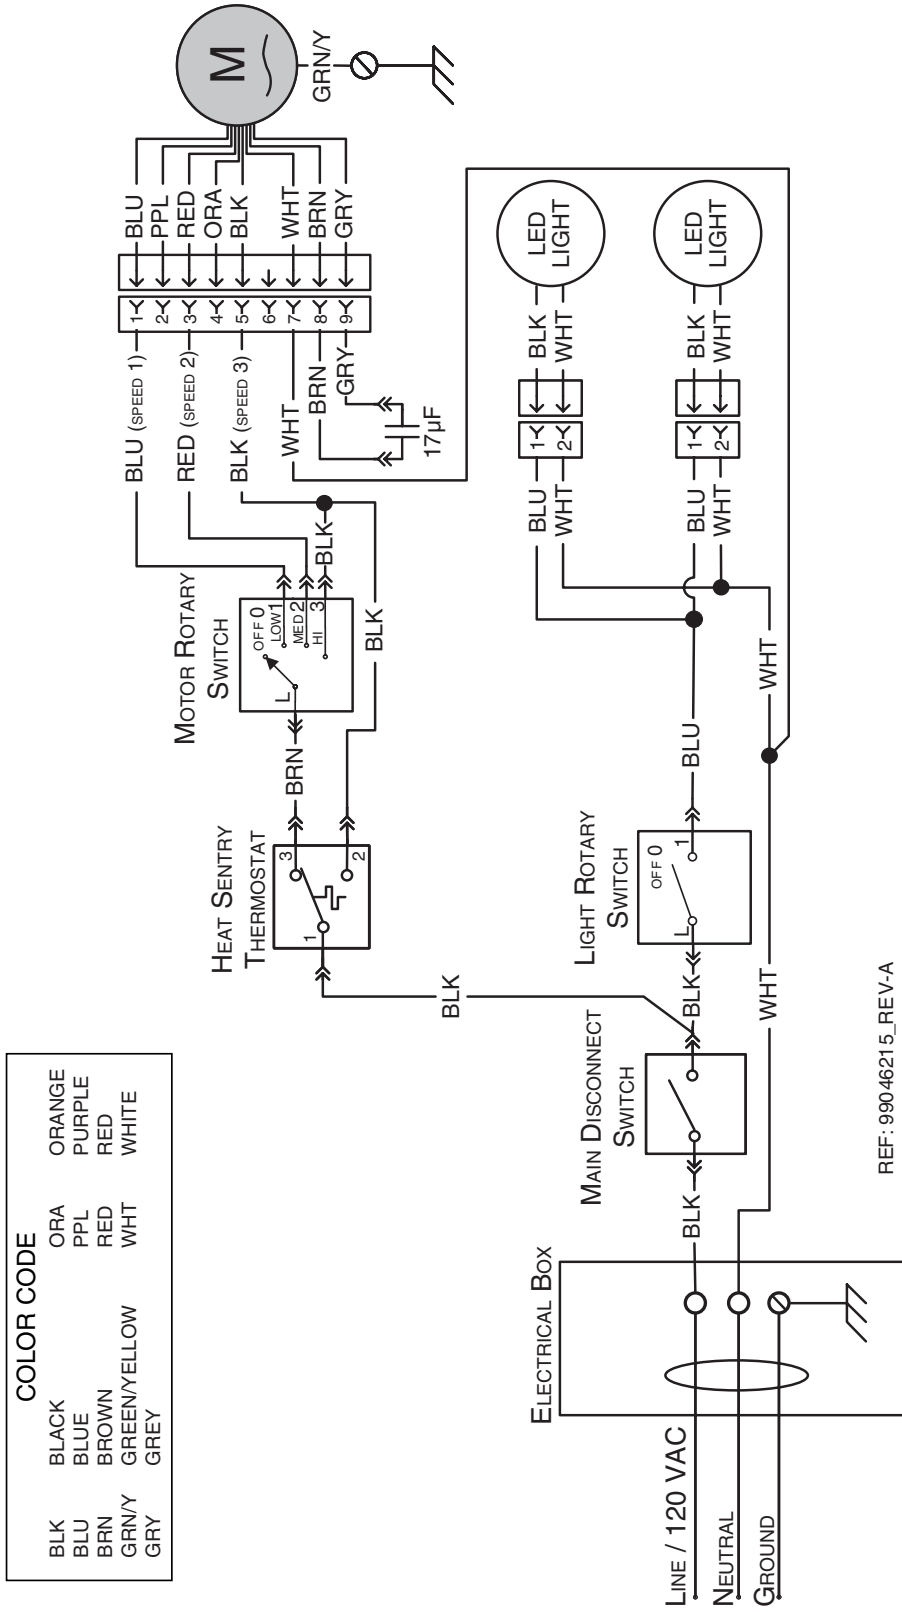 COLOR CODE
BLK BLACK ORA ORANGE
BLU BLUE PPL PURPLE
BRN BROWN RED RED
GRN/Y GREEN/YELLOW WHT WHITE
GRY GREY
LINE / 120 VAC
NEUTRAL
GROUND
ELECTRICAL BOX
BLK
MAIN DISCONNECT
SWITCH
BLK
BLK
WHT
LIGHT ROTARY
SWITCH
OFF 0
L
1
BLU
WHT
HEAT SENTRY
THERMOSTAT
1
3
2
BRN
BLK
MOTOR ROTARY
SWITCH
L
OFF 0
LOW 1
MED 2
HI 3
BLK
BLU (SPEED 1)
RED (SPEED 2)
BLK (SPEED 3)
WHT
BRN
GRY
17µF
1
2
3
4
5
6
7
8
9
BLU
PPL
RED
ORA
BLK
WHT
BRN
GRY
M
GRN/Y
BLU
WHT
1
2
BLK
WHT
LED
LIGHT
BLU
WHT
1
2
BLK
WHT
LED
LIGHT
REF: 99046215_REV-A